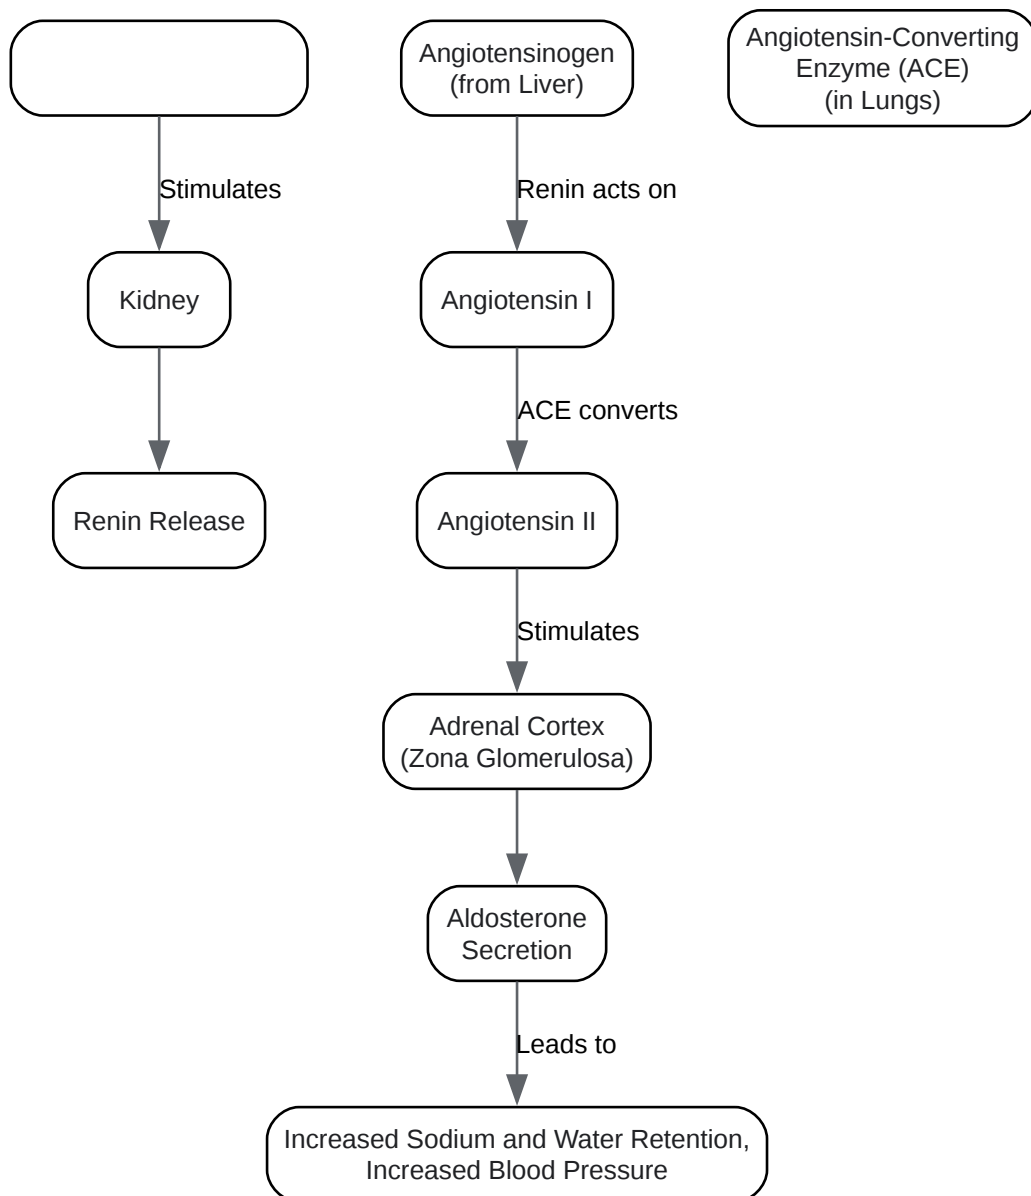 Angiotensinogen
(from Liver)
Angiotensin-Converting
Enzyme (ACE)
(in Lungs)
Stimulates
Renin acts on
Kidney
Angiotensin I
ACE converts
Renin Release
Angiotensin II
Stimulates
Adrenal Cortex
(Zona Glomerulosa)
Aldosterone
Secretion
Leads to
Increased Sodium and Water Retention,
Increased Blood Pressure